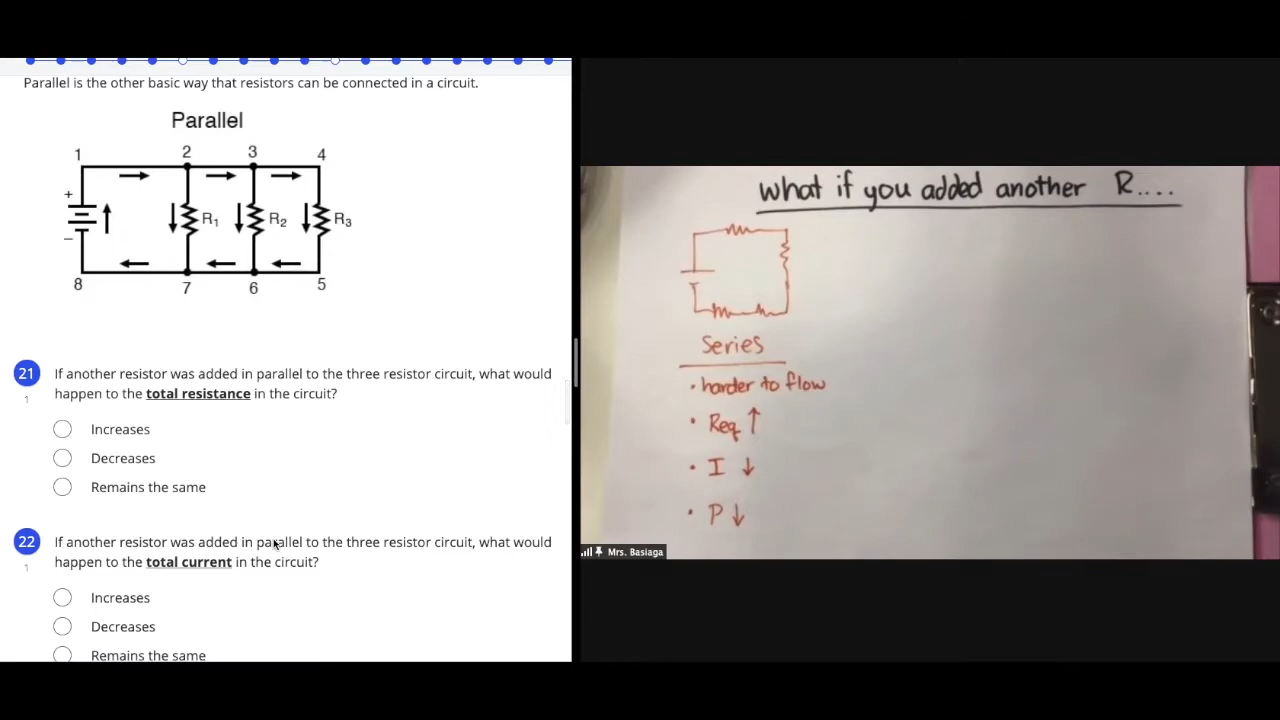 Parallel is the other basic way that resistors can be connected in a circuit.
Parallel
1 2 3 4
+
R1 R2 R3
−
8 7 6 5
21
1
If another resistor was added in parallel to the three resistor circuit, what would
happen to the total resistance in the circuit?
Increases
Decreases
Remains the same
22
1
If another resistor was added in parallel to the three resistor circuit, what would
happen to the total current in the circuit?
Increases
Decreases
Remains the same
what if you added another R....
Series
• harder to flow
• Req ↑
• I ↓
• P ↓
Mrs. Basiaga